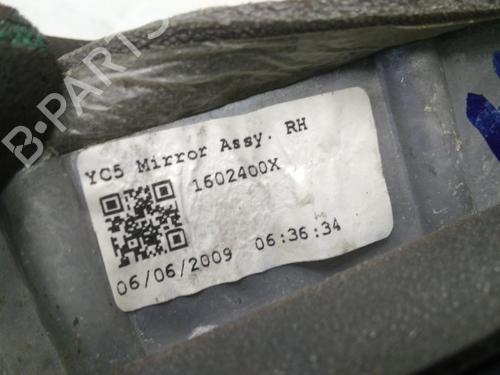 B-PARTS
YC5 Mirror Assy. RH
1602400X
06/06/2009 06:36:34